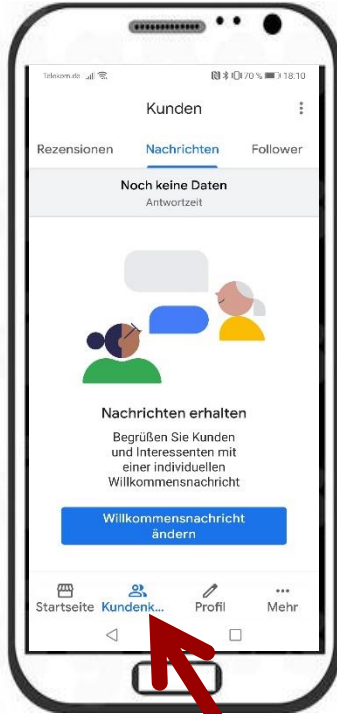 Telekom.de 70 % 18:10
Kunden
Rezensionen Nachrichten Follower
Noch keine Daten
Antwortzeit
Nachrichten erhalten
Begrüßen Sie Kunden
und Interessenten mit
einer individuellen
Willkommensnachricht
Willkommensnachricht
ändern
Startseite Kundenk... Profil Mehr